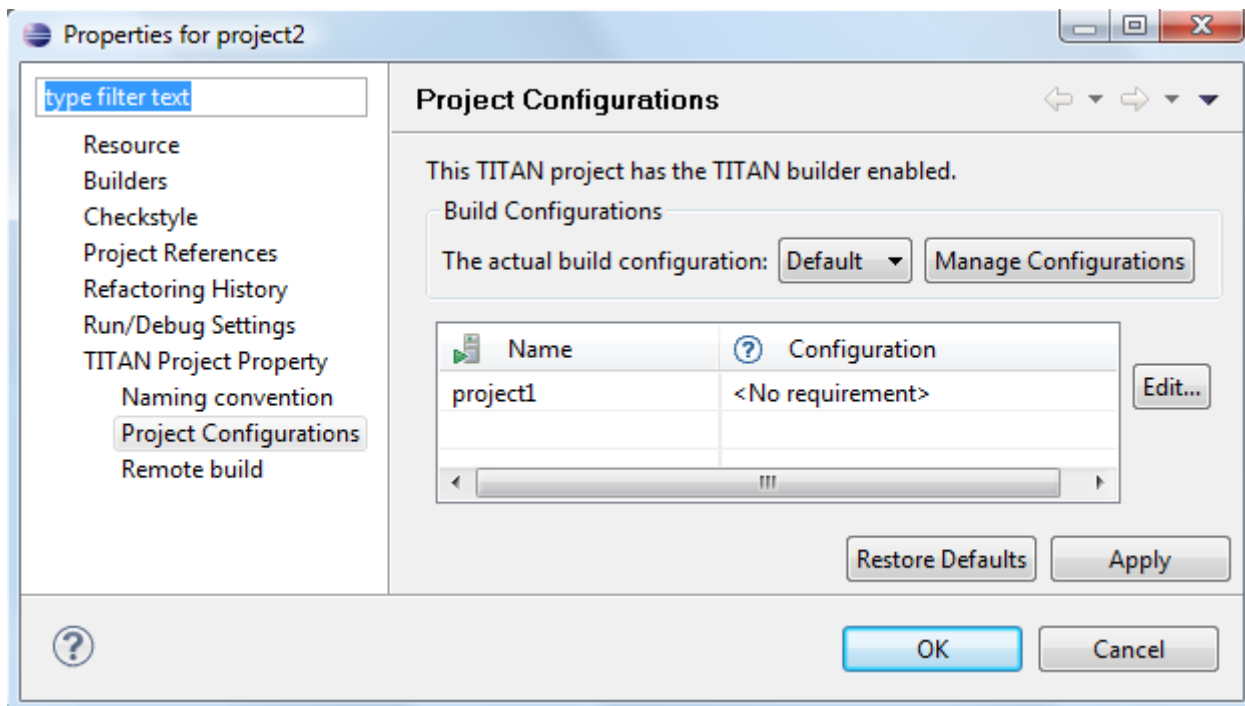 Properties for project2
type filter text
Resource
Builders
Checkstyle
Project References
Refactoring History
Run/Debug Settings
TITAN Project Property
Naming convention
Project Configurations
Remote build
Project Configurations
This TITAN project has the TITAN builder enabled.
Build Configurations
The actual build configuration: Default Manage Configurations
Name Configuration
project1 <No requirement>
Edit...
Restore Defaults Apply
OK Cancel